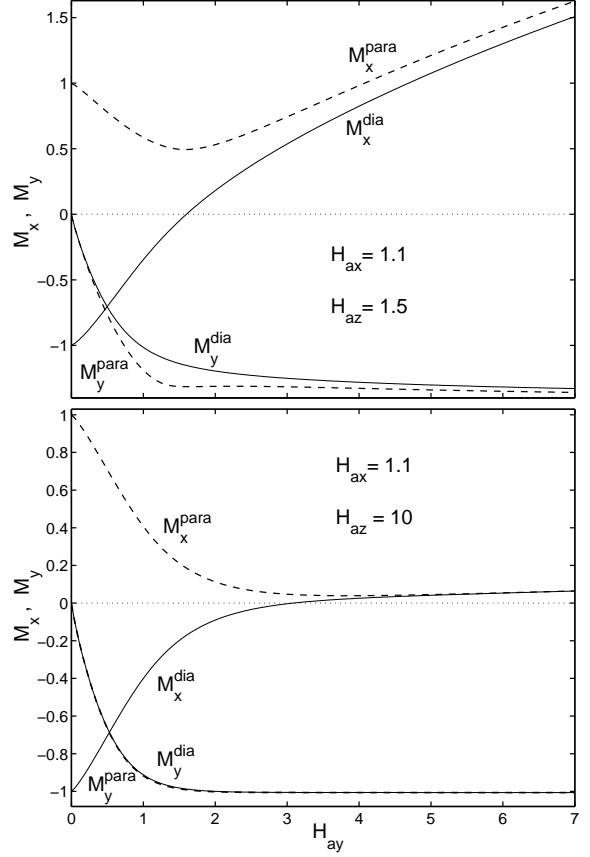 1.5
1
0.5
0
−0.5
−1
M_x , M_y
M_x^para
M_x^dia
H_ax= 1.1
H_az= 1.5
M_y^dia
M_y^para
1
0.8
0.6
0.4
0.2
0
−0.2
−0.4
−0.6
−0.8
−1
M_x , M_y
H_ax= 1.1
H_az = 10
M_x^para
M_x^dia
M_y^dia
M_y^para
0 1 2 3 4 5 6 7
H_ay